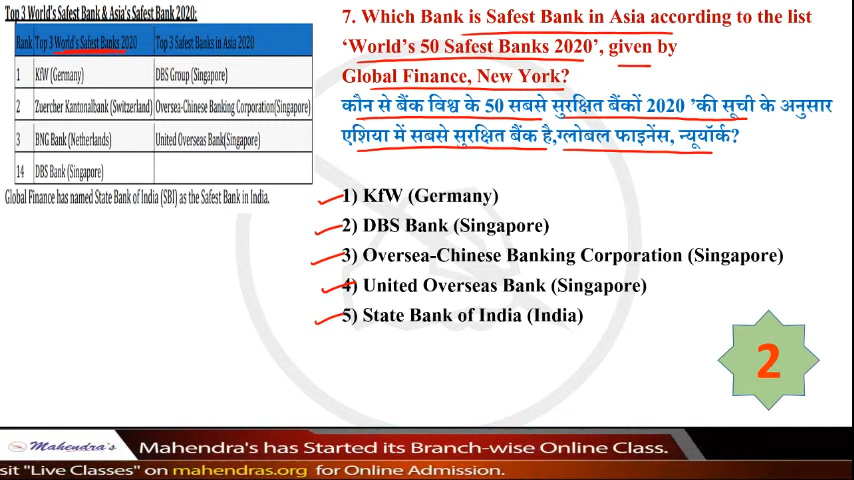 Top 3 World's Safest Bank & Asia's Safest Bank 2020:
Rank Top 3 World's Safest Banks 2020 Top 3 Safest Banks in Asia 2020
1 KfW (Germany) DBS Group (Singapore)
2 Zuercher Kantonalbank (Switzerland) Oversea-Chinese Banking Corporation(Singapore)
3 BNG Bank (Netherlands) United Overseas Bank(Singapore)
14 DBS Bank (Singapore)
Global Finance has named State Bank of India (SBI) as the Safest Bank in India.
7. Which Bank is Safest Bank in Asia according to the list
‘World’s 50 Safest Banks 2020’, given by
Global Finance, New York?
कौन से बैंक विश्व के 50 सबसे सुरक्षित बैंकों 2020 ’की सूची के अनुसार
एशिया में सबसे सुरक्षित बैंक है,ग्लोबल फाइनेंस, न्यूयॉर्क?
1) KfW (Germany)
2) DBS Bank (Singapore)
3) Oversea-Chinese Banking Corporation (Singapore)
4) United Overseas Bank (Singapore)
5) State Bank of India (India)
2
Mahendra's Mahendra's has Started its Branch-wise Online Class.
sit "Live Classes" on mahendras.org for Online Admission.